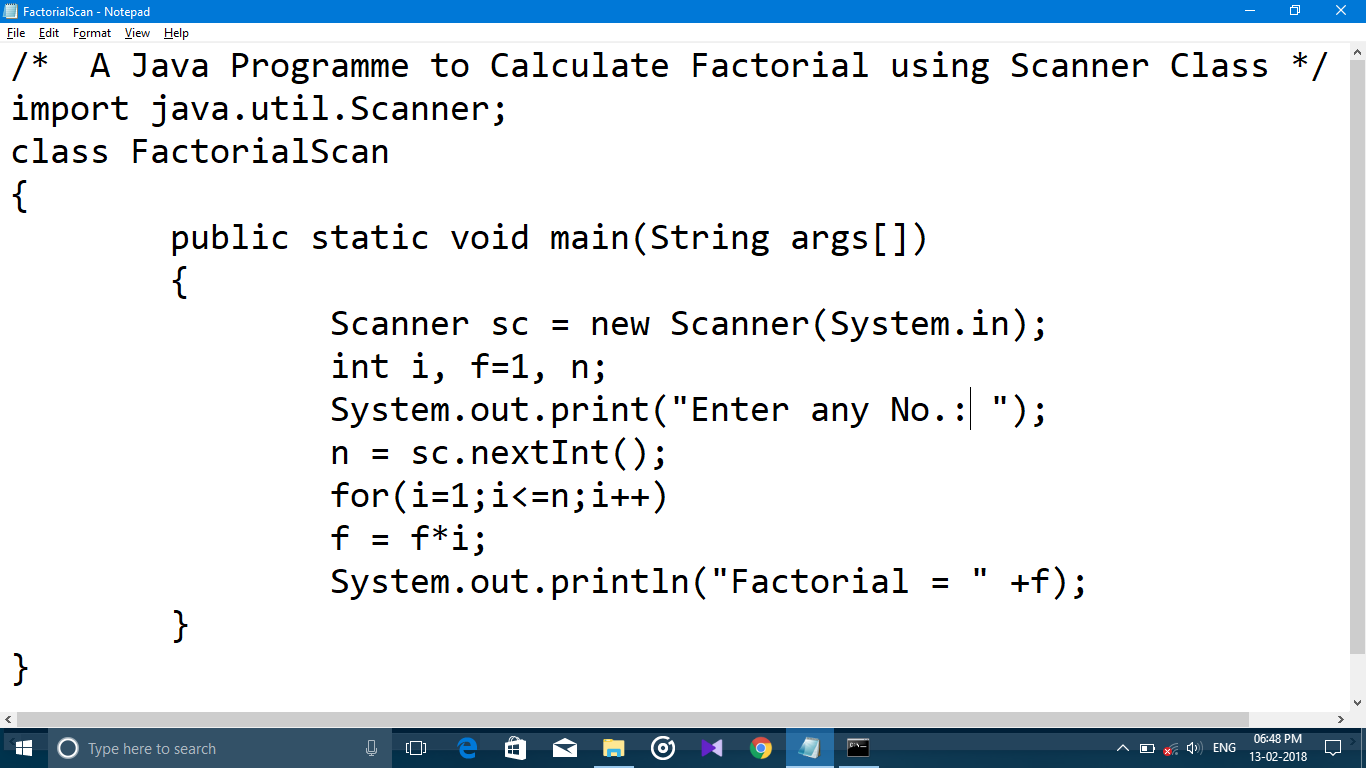 FactorialScan - Notepad
File Edit Format View Help
/*  A Java Programme to Calculate Factorial using Scanner Class */
import java.util.Scanner;
class FactorialScan
{
        public static void main(String args[])
        {
                Scanner sc = new Scanner(System.in);
                int i, f=1, n;
                System.out.print("Enter any No.: ");
                n = sc.nextInt();
                for(i=1;i<=n;i++)
                f = f*i;
                System.out.println("Factorial = " +f);
        }
}
Type here to search
ENG
06:48 PM
13-02-2018